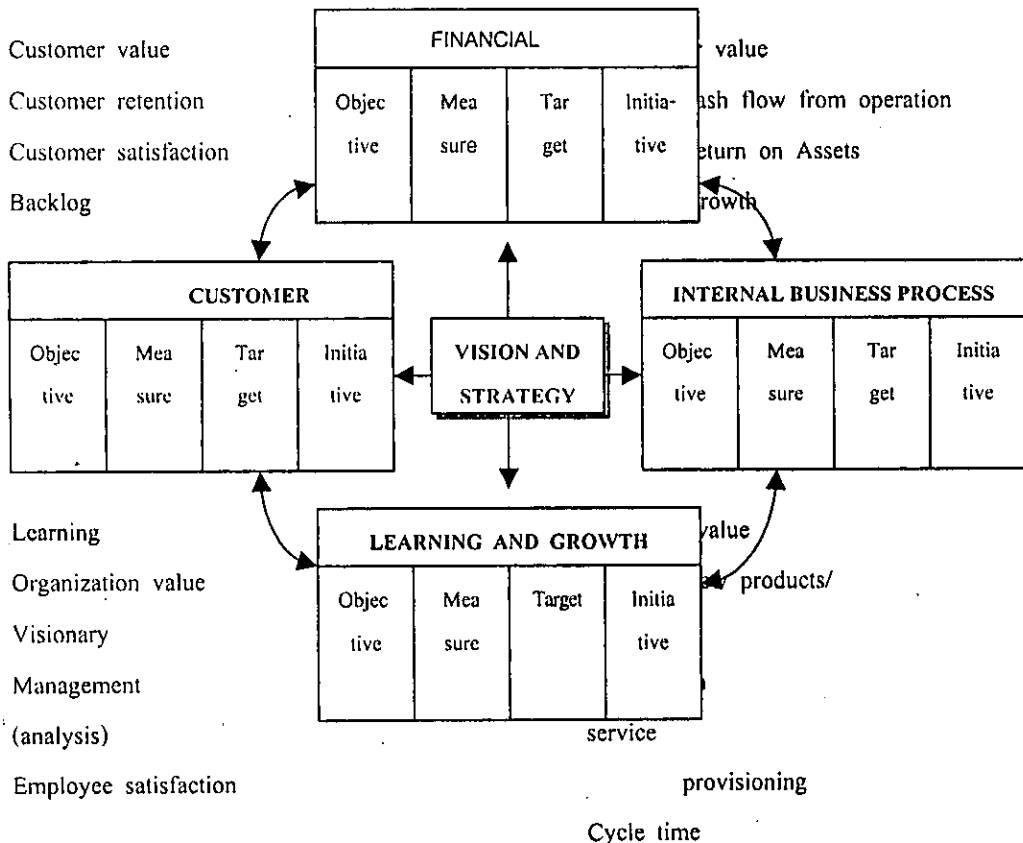 FINANCIAL
Customer value
value
Customer retention
Objec Mea Tar Initia-
flow from operation
Customer satisfaction
tive sure get tive
on Assets
Backlog
CUSTOMER
INTERNAL BUSINESS PROCESS
Objec Mea Tar Initia
tive sure get tive
VISION AND
STRATEGY
Objec Mea Tar Initia
tive sure get tive
Learning
LEARNING AND GROWTH
value
Organization value
products/
Objec Mea Target Initia
tive sure tive
Visionary
Management
(analysis)
service
Employee satisfaction
provisioning
Cycle time